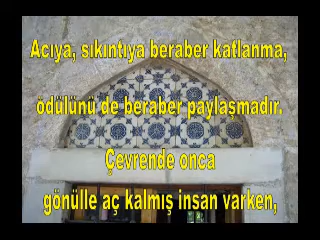 Acıya, sıkıntıya beraber katlanma,
ödülünü de beraber paylaşmadır.
Çevrende onca
gönülle aç kalmış insan varken,